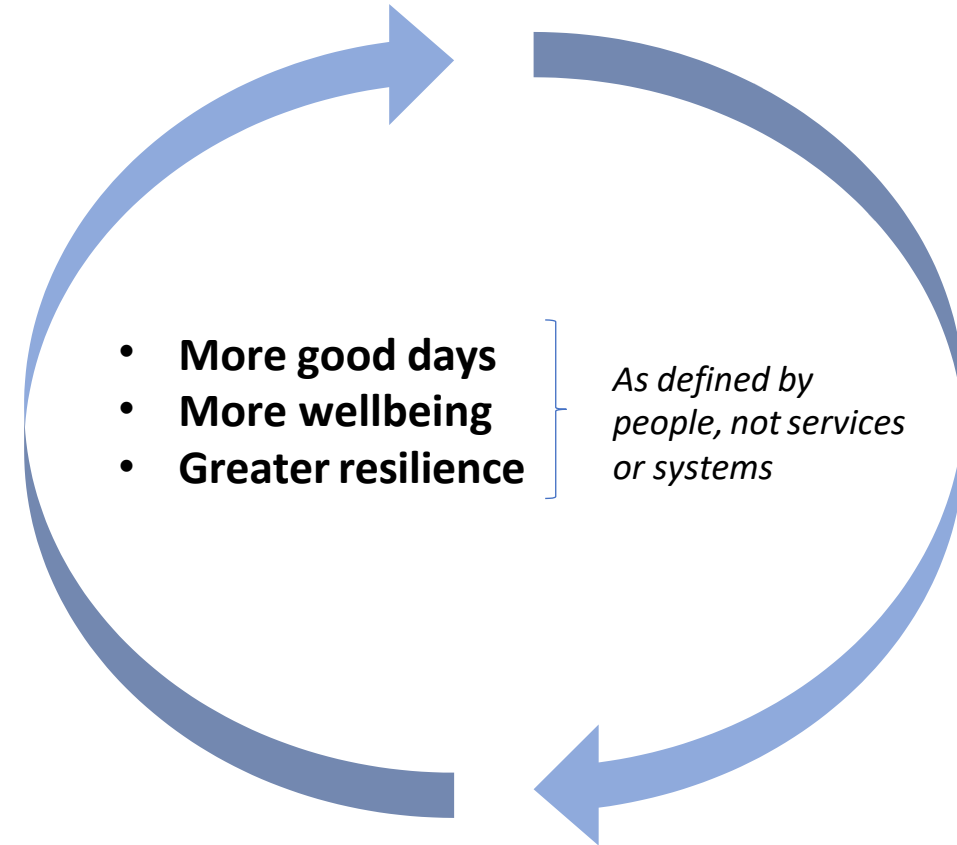 • More good days
• More wellbeing
• Greater resilience
As defined by
people, not services
or systems